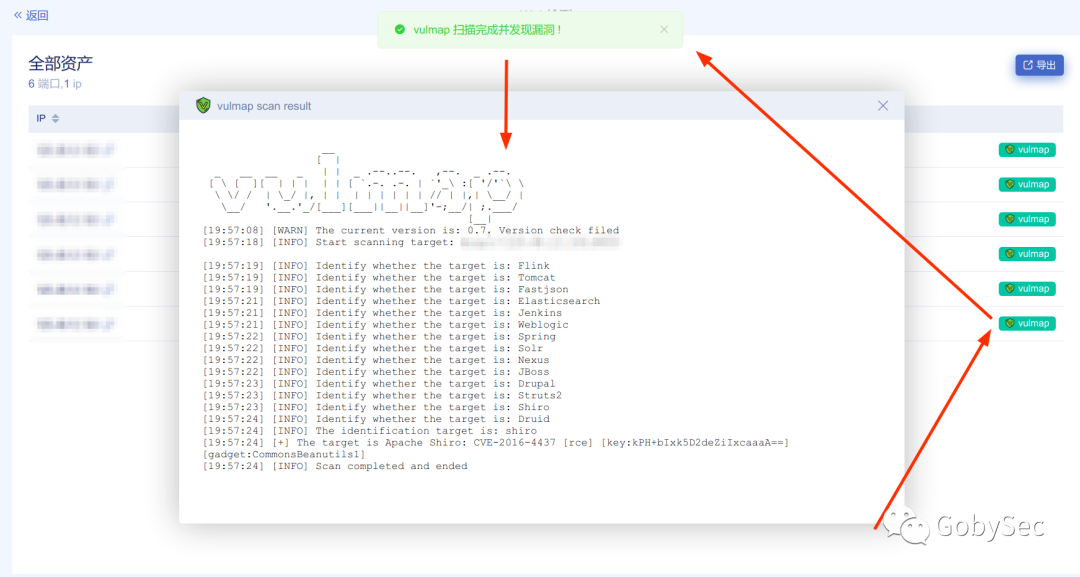 返回
vulmap 扫描完成并发现漏洞！
全部资产
6 端口,1 ip
导出
IP
vulmap scan result
vulmap
vulmap
vulmap
vulmap
vulmap
vulmap
vulmap
[19:57:08] [WARN] The current version is: 0.7. Version check filed
[19:57:18] [INFO] Start scanning target:
[19:57:19] [INFO] Identify whether the target is: Flink
[19:57:19] [INFO] Identify whether the target is: Tomcat
[19:57:19] [INFO] Identify whether the target is: Fastjson
[19:57:21] [INFO] Identify whether the target is: Elasticsearch
[19:57:21] [INFO] Identify whether the target is: Jenkins
[19:57:21] [INFO] Identify whether the target is: Weblogic
[19:57:22] [INFO] Identify whether the target is: Spring
[19:57:22] [INFO] Identify whether the target is: Solr
[19:57:22] [INFO] Identify whether the target is: Nexus
[19:57:22] [INFO] Identify whether the target is: JBoss
[19:57:23] [INFO] Identify whether the target is: Drupal
[19:57:23] [INFO] Identify whether the target is: Struts2
[19:57:23] [INFO] Identify whether the target is: Shiro
[19:57:24] [INFO] Identify whether the target is: Druid
[19:57:24] [INFO] The identification target is: shiro
[19:57:24] [+] The target is Apache Shiro: CVE-2016-4437 [rce] [key:kPH+bIxk5D2deZiIxcaaaA==]
[gadget:CommonsBeanutils1]
[19:57:24] [INFO] Scan completed and ended
GobySec